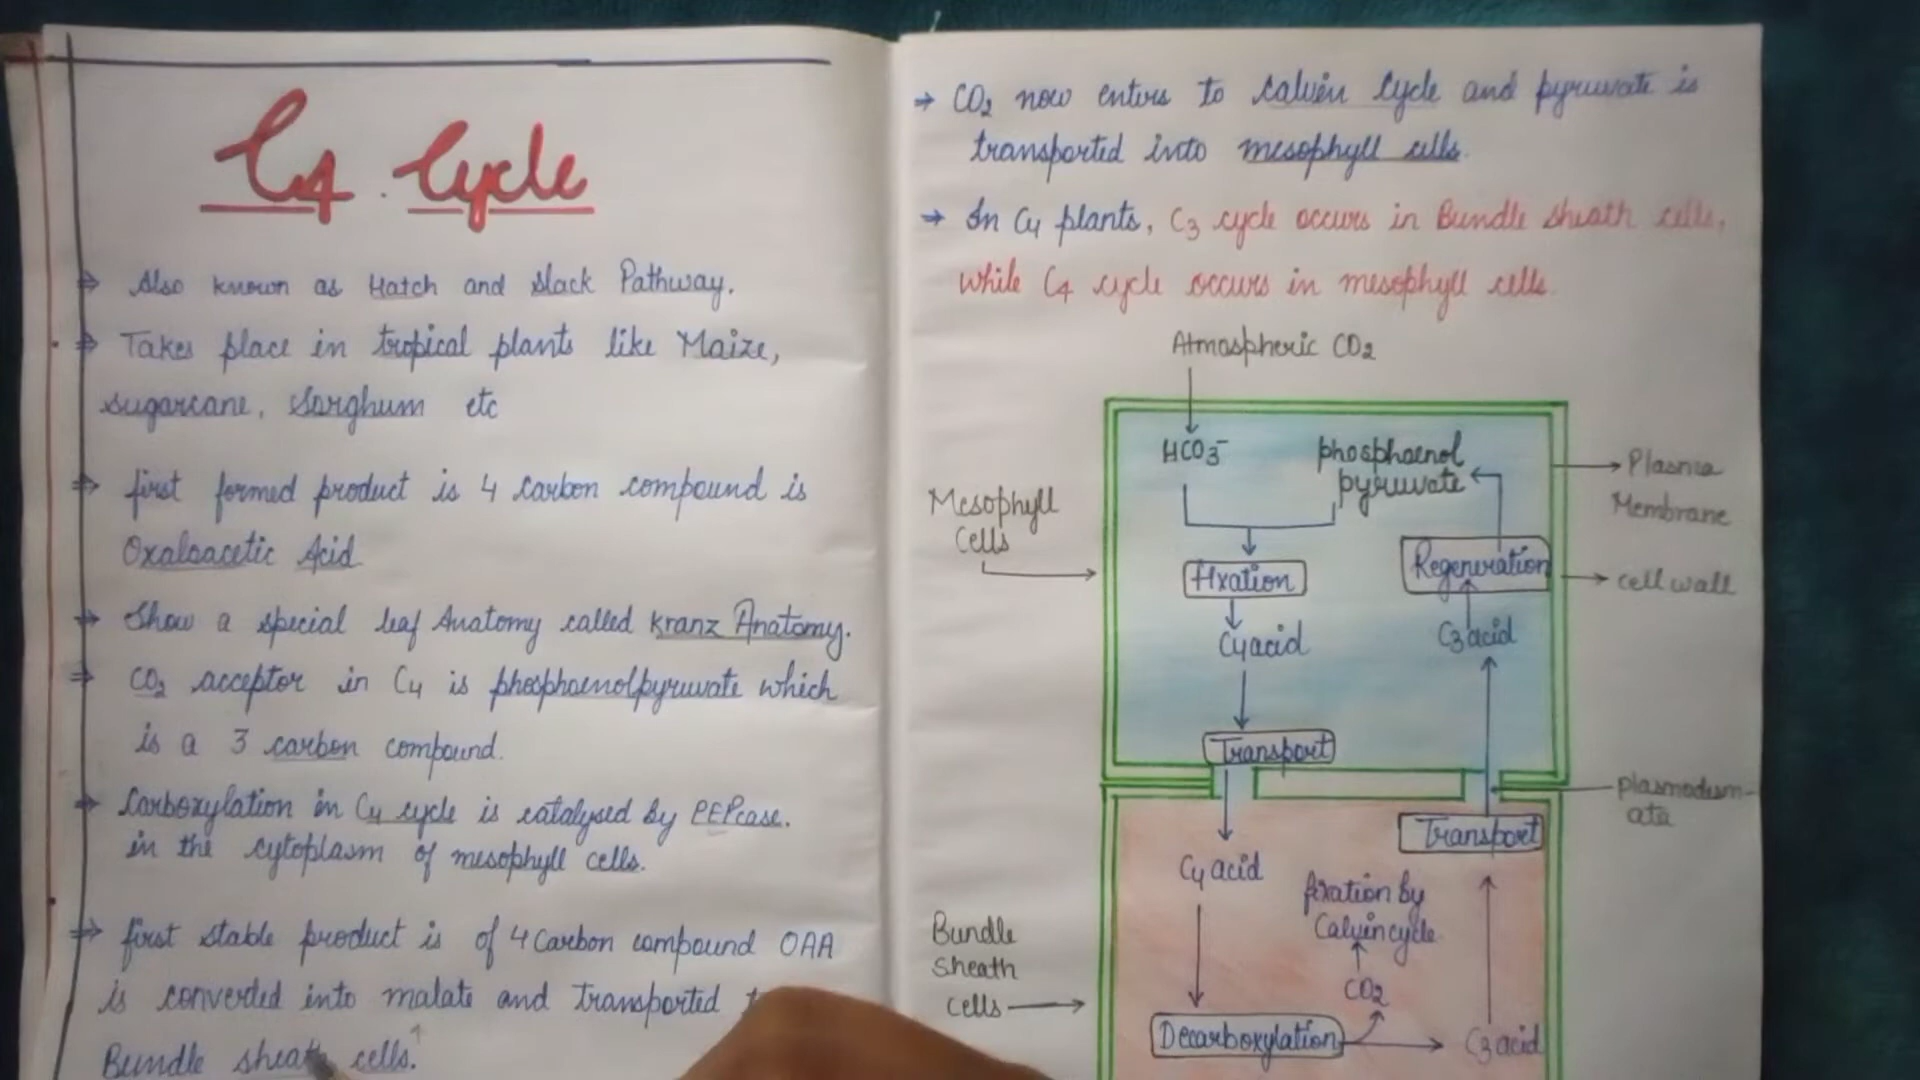 C4 Cycle
⇒ Also known as Hatch and Slack Pathway.
⇒ Takes place in tropical plants like Maize,
sugarcane, Sorghum etc
⇒ first formed product is 4 carbon compound is
Oxaloacetic Acid
⇒ Show a special leaf Anatomy called Kranz Anatomy.
⇒ CO2 acceptor in C4 is phosphoenolpyruvate which
is a 3 carbon compound.
⇒ Carboxylation in C4 cycle is catalysed by PEPcase.
in the cytoplasm of mesophyll cells.
⇒ first stable product is of 4 Carbon compound OAA
is converted into malate and transported
Bundle sheath cells.
⇒ CO2 now enters to Calvin Cycle and pyruvate is
transported into mesophyll cells.
⇒ In C4 plants, C3 cycle occurs in Bundle sheath cells,
while C4 cycle occurs in mesophyll cells.
Atmospheric CO2
HCO3-
phosphoenol
pyruvate
Plasma
Membrane
Mesophyll
Cells
Fixation
Regeneration
cell wall
C4 acid
C3 acid
Transport
plasmodesm-
ata
Transport
C4 acid
fixation by
Calvin cycle
Bundle
Sheath
Cells
CO2
Decarboxylation
C3 acid